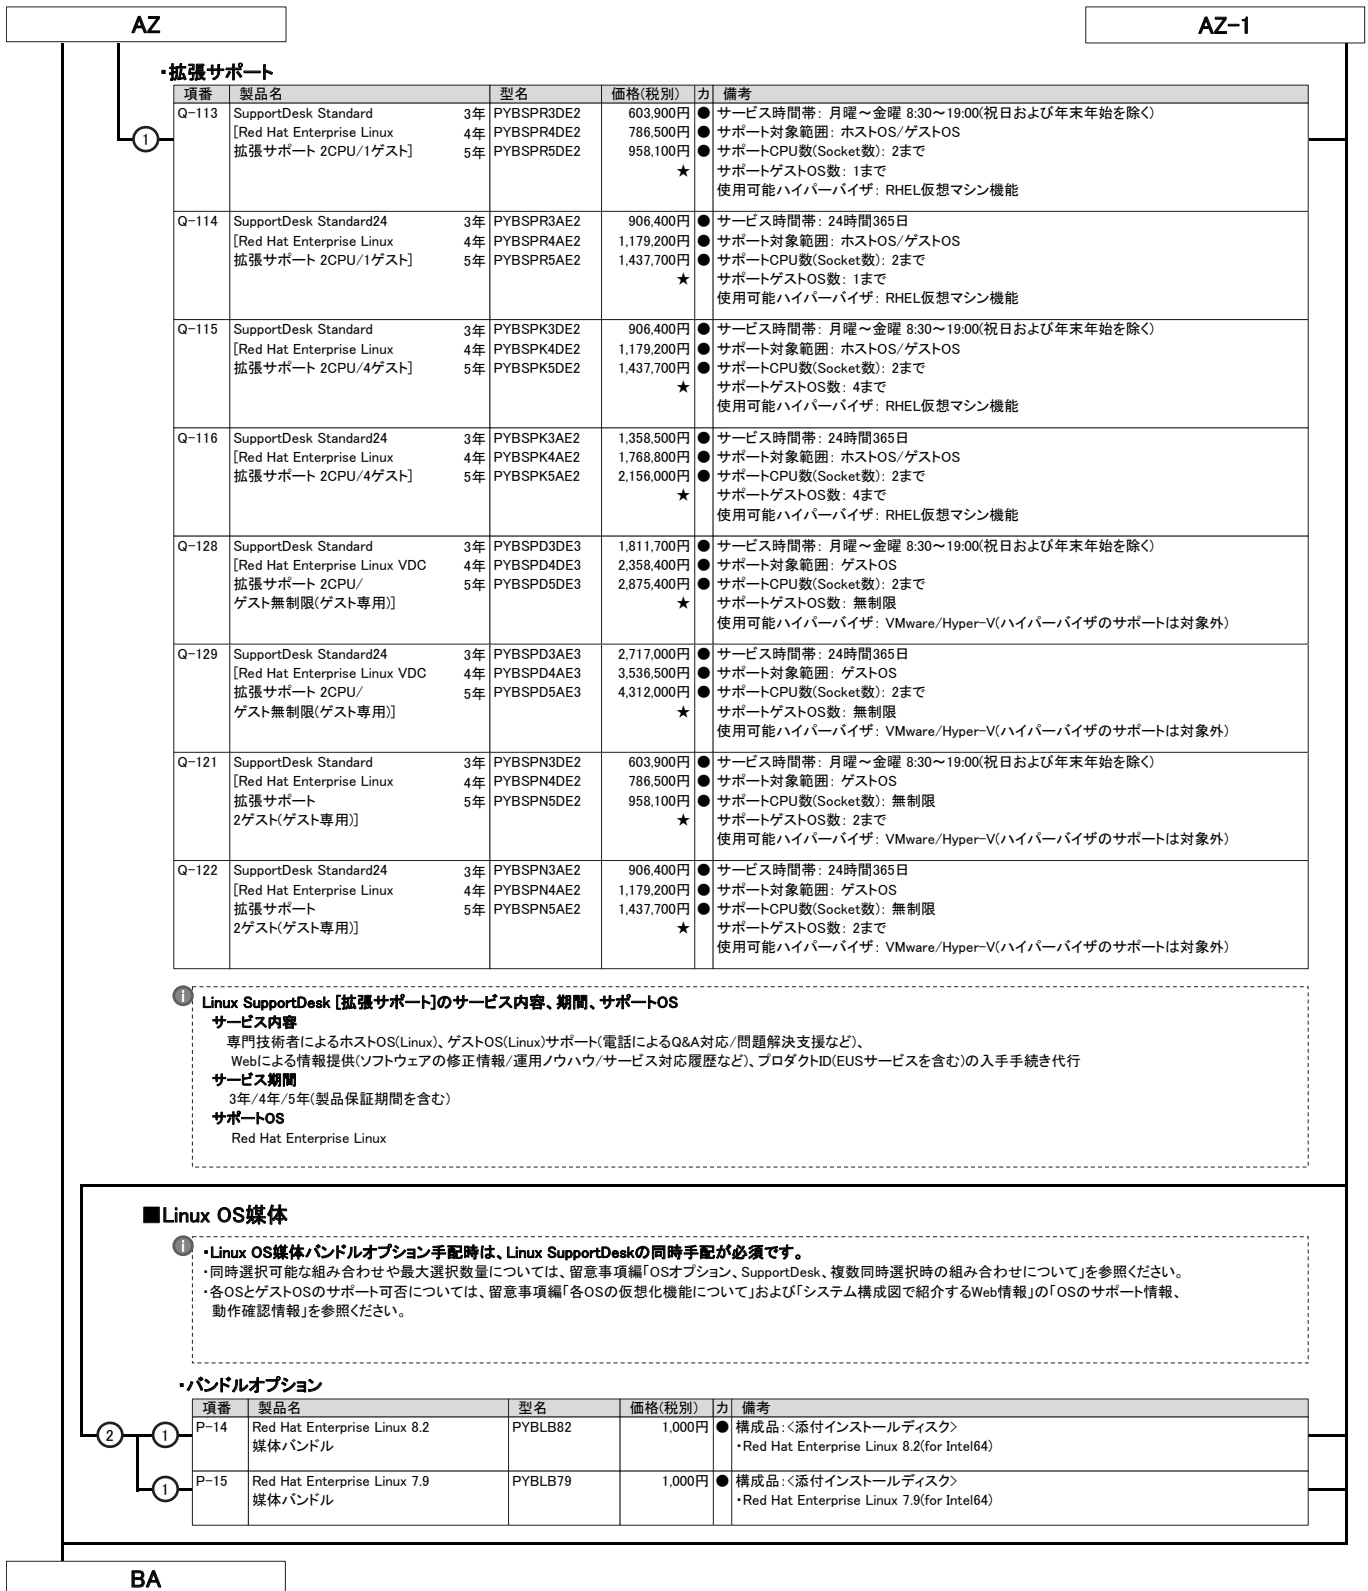 AZ
AZ-1
・拡張サポート
項番 製品名 型名 価格(税別) カ 備考
Q-113 SupportDesk Standard 3年 PYBSPR3DE2 603,900円 ● サービス時間帯: 月曜～金曜 8:30～19:00(祝日および年末年始を除く)
[Red Hat Enterprise Linux 4年 PYBSPR4DE2 786,500円 ● サポート対象範囲: ホストOS/ゲストOS
拡張サポート 2CPU/1ゲスト] 5年 PYBSPR5DE2 958,100円 ● サポートCPU数(Socket数): 2まで
★ サポートゲストOS数: 1まで
使用可能ハイパーバイザ: RHEL仮想マシン機能
Q-114 SupportDesk Standard24 3年 PYBSPR3AE2 906,400円 ● サービス時間帯: 24時間365日
[Red Hat Enterprise Linux 4年 PYBSPR4AE2 1,179,200円 ● サポート対象範囲: ホストOS/ゲストOS
拡張サポート 2CPU/1ゲスト] 5年 PYBSPR5AE2 1,437,700円 ● サポートCPU数(Socket数): 2まで
★ サポートゲストOS数: 1まで
使用可能ハイパーバイザ: RHEL仮想マシン機能
Q-115 SupportDesk Standard 3年 PYBSPK3DE2 906,400円 ● サービス時間帯: 月曜～金曜 8:30～19:00(祝日および年末年始を除く)
[Red Hat Enterprise Linux 4年 PYBSPK4DE2 1,179,200円 ● サポート対象範囲: ホストOS/ゲストOS
拡張サポート 2CPU/4ゲスト] 5年 PYBSPK5DE2 1,437,700円 ● サポートCPU数(Socket数): 2まで
★ サポートゲストOS数: 4まで
使用可能ハイパーバイザ: RHEL仮想マシン機能
Q-116 SupportDesk Standard24 3年 PYBSPK3AE2 1,358,500円 ● サービス時間帯: 24時間365日
[Red Hat Enterprise Linux 4年 PYBSPK4AE2 1,768,800円 ● サポート対象範囲: ホストOS/ゲストOS
拡張サポート 2CPU/4ゲスト] 5年 PYBSPK5AE2 2,156,000円 ● サポートCPU数(Socket数): 2まで
★ サポートゲストOS数: 4まで
使用可能ハイパーバイザ: RHEL仮想マシン機能
Q-128 SupportDesk Standard 3年 PYBSPD3DE3 1,811,700円 ● サービス時間帯: 月曜～金曜 8:30～19:00(祝日および年末年始を除く)
[Red Hat Enterprise Linux VDC 4年 PYBSPD4DE3 2,358,400円 ● サポート対象範囲: ゲストOS
拡張サポート 2CPU/ 5年 PYBSPD5DE3 2,875,400円 ● サポートCPU数(Socket数): 2まで
ゲスト無制限(ゲスト専用)] ★ サポートゲストOS数: 無制限
使用可能ハイパーバイザ: VMware/Hyper-V(ハイパーバイザのサポートは対象外)
Q-129 SupportDesk Standard24 3年 PYBSPD3AE3 2,717,000円 ● サービス時間帯: 24時間365日
[Red Hat Enterprise Linux VDC 4年 PYBSPD4AE3 3,536,500円 ● サポート対象範囲: ゲストOS
拡張サポート 2CPU/ 5年 PYBSPD5AE3 4,312,000円 ● サポートCPU数(Socket数): 2まで
ゲスト無制限(ゲスト専用)] ★ サポートゲストOS数: 無制限
使用可能ハイパーバイザ: VMware/Hyper-V(ハイパーバイザのサポートは対象外)
Q-121 SupportDesk Standard 3年 PYBSPN3DE2 603,900円 ● サービス時間帯: 月曜～金曜 8:30～19:00(祝日および年末年始を除く)
[Red Hat Enterprise Linux 4年 PYBSPN4DE2 786,500円 ● サポート対象範囲: ゲストOS
拡張サポート 5年 PYBSPN5DE2 958,100円 ● サポートCPU数(Socket数): 無制限
2ゲスト(ゲスト専用)] ★ サポートゲストOS数: 2まで
使用可能ハイパーバイザ: VMware/Hyper-V(ハイパーバイザのサポートは対象外)
Q-122 SupportDesk Standard24 3年 PYBSPN3AE2 906,400円 ● サービス時間帯: 24時間365日
[Red Hat Enterprise Linux 4年 PYBSPN4AE2 1,179,200円 ● サポート対象範囲: ゲストOS
拡張サポート 5年 PYBSPN5AE2 1,437,700円 ● サポートCPU数(Socket数): 無制限
2ゲスト(ゲスト専用)] ★ サポートゲストOS数: 2まで
使用可能ハイパーバイザ: VMware/Hyper-V(ハイパーバイザのサポートは対象外)
1
i Linux SupportDesk [拡張サポート]のサービス内容、期間、サポートOS
サービス内容
専門技術者によるホストOS(Linux)、ゲストOS(Linux)サポート(電話によるQ&A対応/問題解決支援など)、
Webによる情報提供(ソフトウェアの修正情報/運用ノウハウ/サービス対応履歴など)、プロダクトID(EUSサービスを含む)の入手手続き代行
サービス期間
3年/4年/5年(製品保証期間を含む)
サポートOS
Red Hat Enterprise Linux
■Linux OS媒体
i ・Linux OS媒体バンドルオプション手配時は、Linux SupportDeskの同時手配が必須です。
・同時選択可能な組み合わせや最大選択数量については、留意事項編「OSオプション、SupportDesk、複数同時選択時の組み合わせについて」を参照ください。
・各OSとゲストOSのサポート可否については、留意事項編「各OSの仮想化機能について」および「システム構成図で紹介するWeb情報」の「OSのサポート情報、
動作確認情報」を参照ください。
・バンドルオプション
項番 製品名 型名 価格(税別) カ 備考
2 1 P-14 Red Hat Enterprise Linux 8.2 PYBLB82 1,000円 ● 構成品:<添付インストールディスク>
媒体バンドル ・Red Hat Enterprise Linux 8.2(for Intel64)
1 P-15 Red Hat Enterprise Linux 7.9 PYBLB79 1,000円 ● 構成品:<添付インストールディスク>
媒体バンドル ・Red Hat Enterprise Linux 7.9(for Intel64)
BA